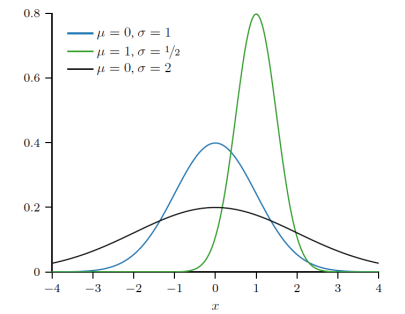 0.8
μ = 0, σ = 1
μ = 1, σ = 1/2
μ = 0, σ = 2
0.6
0.4
0.2
0
−4 −3 −2 −1 0 1 2 3 4
x